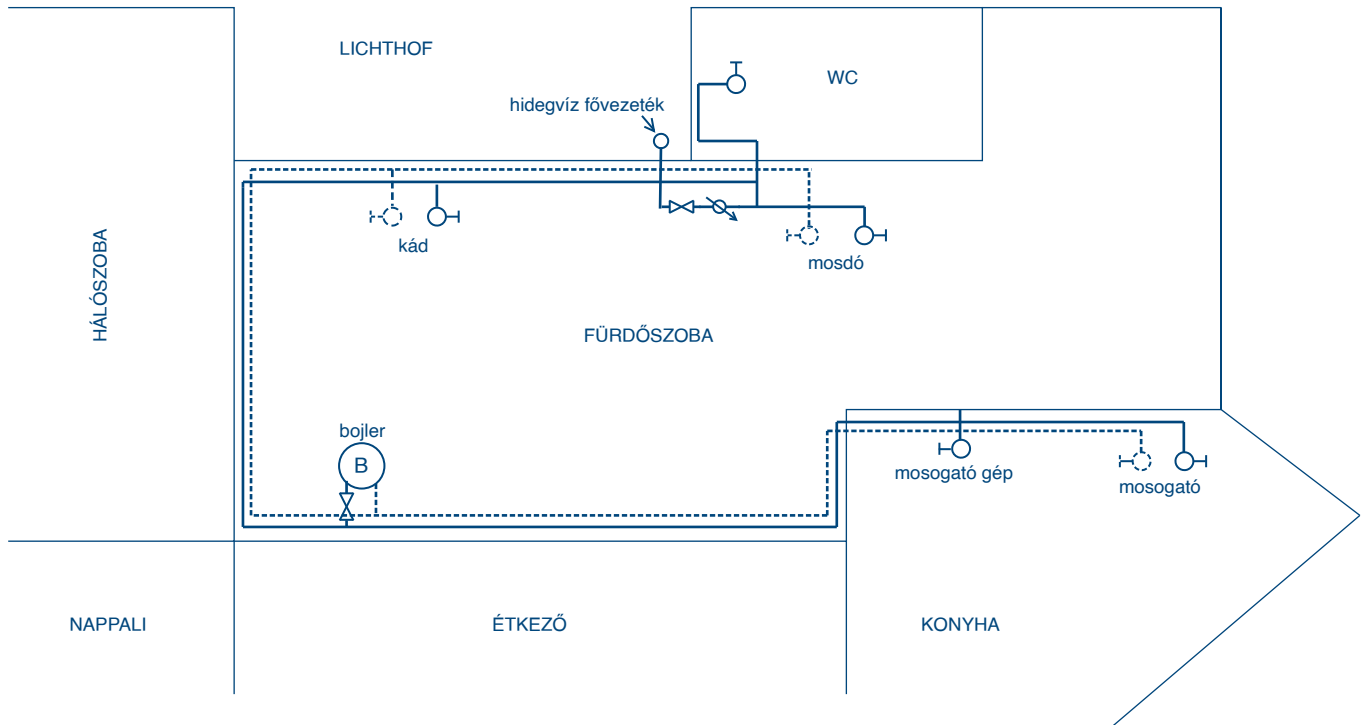 LICHTHOF
WC
hidegvíz fővezeték
HÁLÓSZOBA
kád
mosdó
FÜRDŐSZOBA
bojler
B
mosogató gép
mosogató
NAPPALI
ÉTKEZŐ
KONYHA